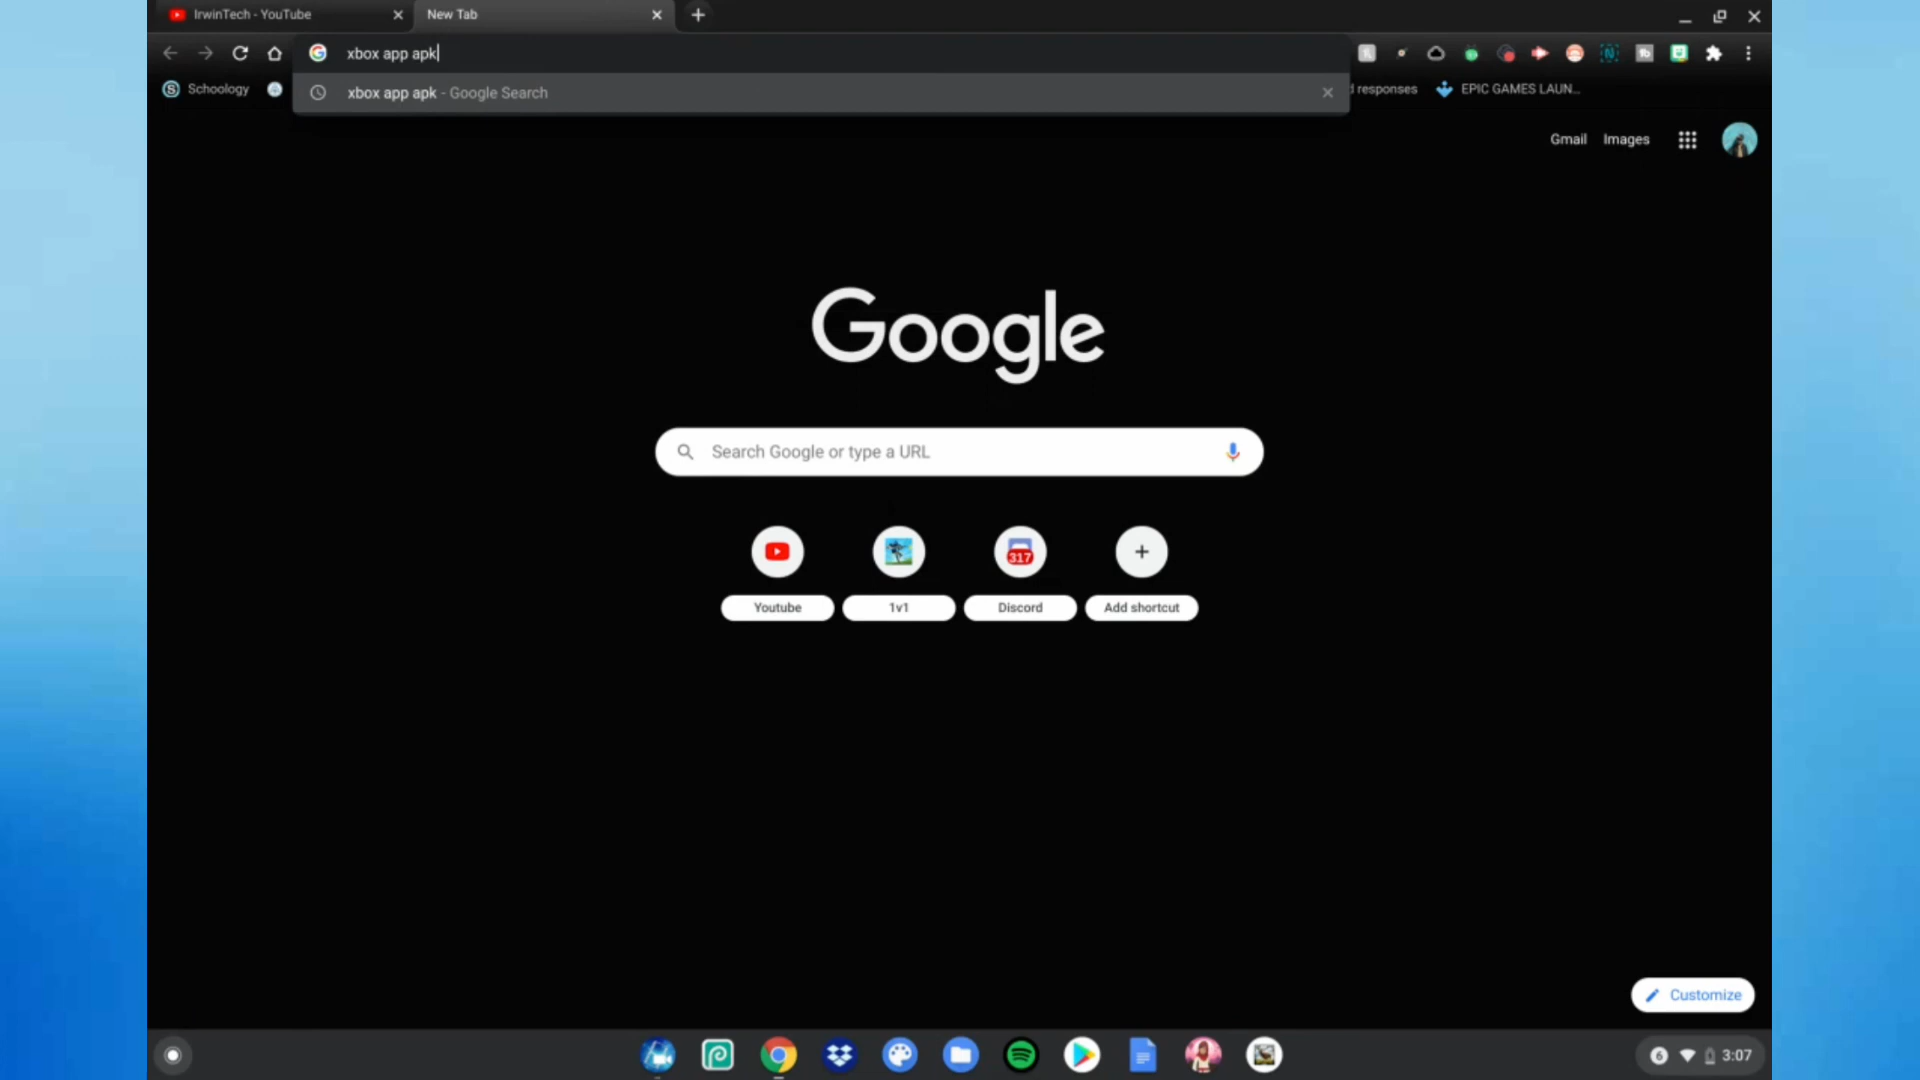 IrwinTech - YouTube
New Tab
xbox app apk
xbox app apk - Google Search
Schoology
d responses
EPIC GAMES LAUN...
Gmail
Images
Google
Search Google or type a URL
317
Youtube
1v1
Discord
Add shortcut
Customize
6
3:07